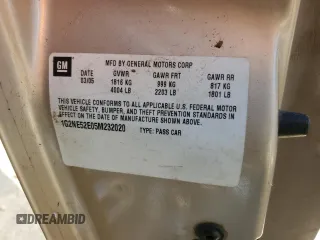 GM
MFD BY GENERAL MOTORS CORP
DATE GVWR GAWR FRT GAWR RR
03/05 1816 KG 999 KG 817 KG
4004 LB 2203 LB 1801 LB
THIS VEHICLE CONFORMS TO ALL APPLICABLE U.S. FEDERAL MOTOR
VEHICLE SAFETY, BUMPER, AND THEFT PREVENTION STANDARDS
IN EFFECT ON THE DATE OF MANUFACTURE SHOWN ABOVE.
1G2NE52E05M232020 TYPE: PASS CAR
DREAMBID